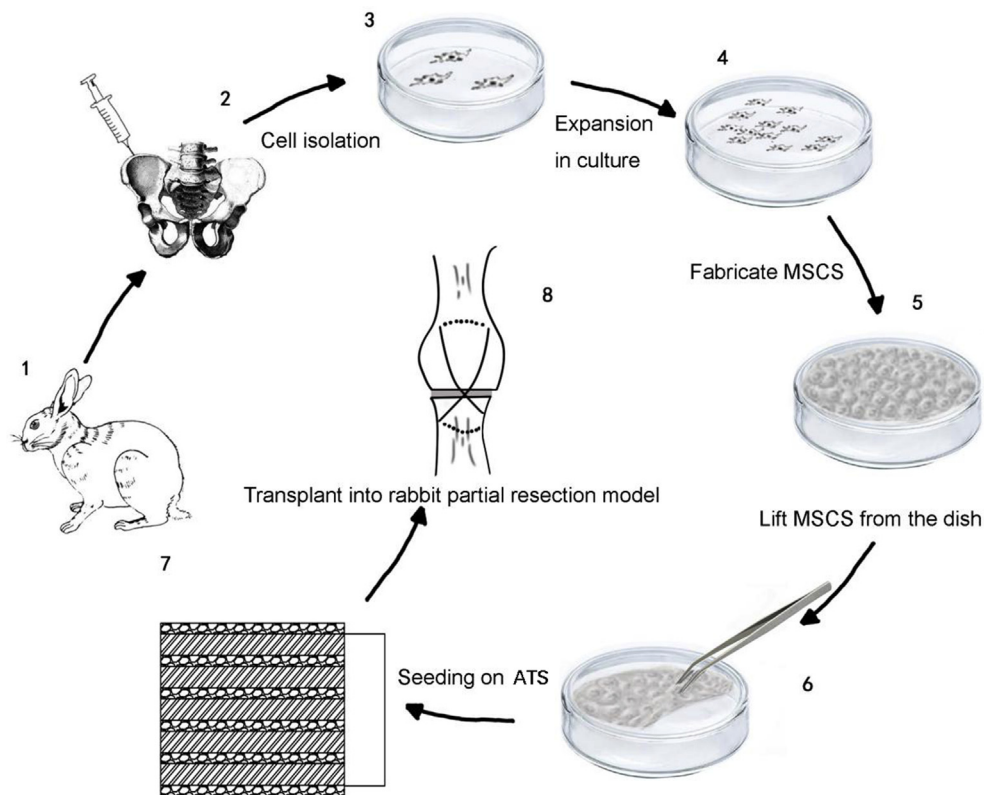 1
2
Cell isolation
3
Expansion
in culture
4
Fabricate MSCS
5
Lift MSCS from the dish
6
Seeding on ATS
7
Transplant into rabbit partial resection model
8